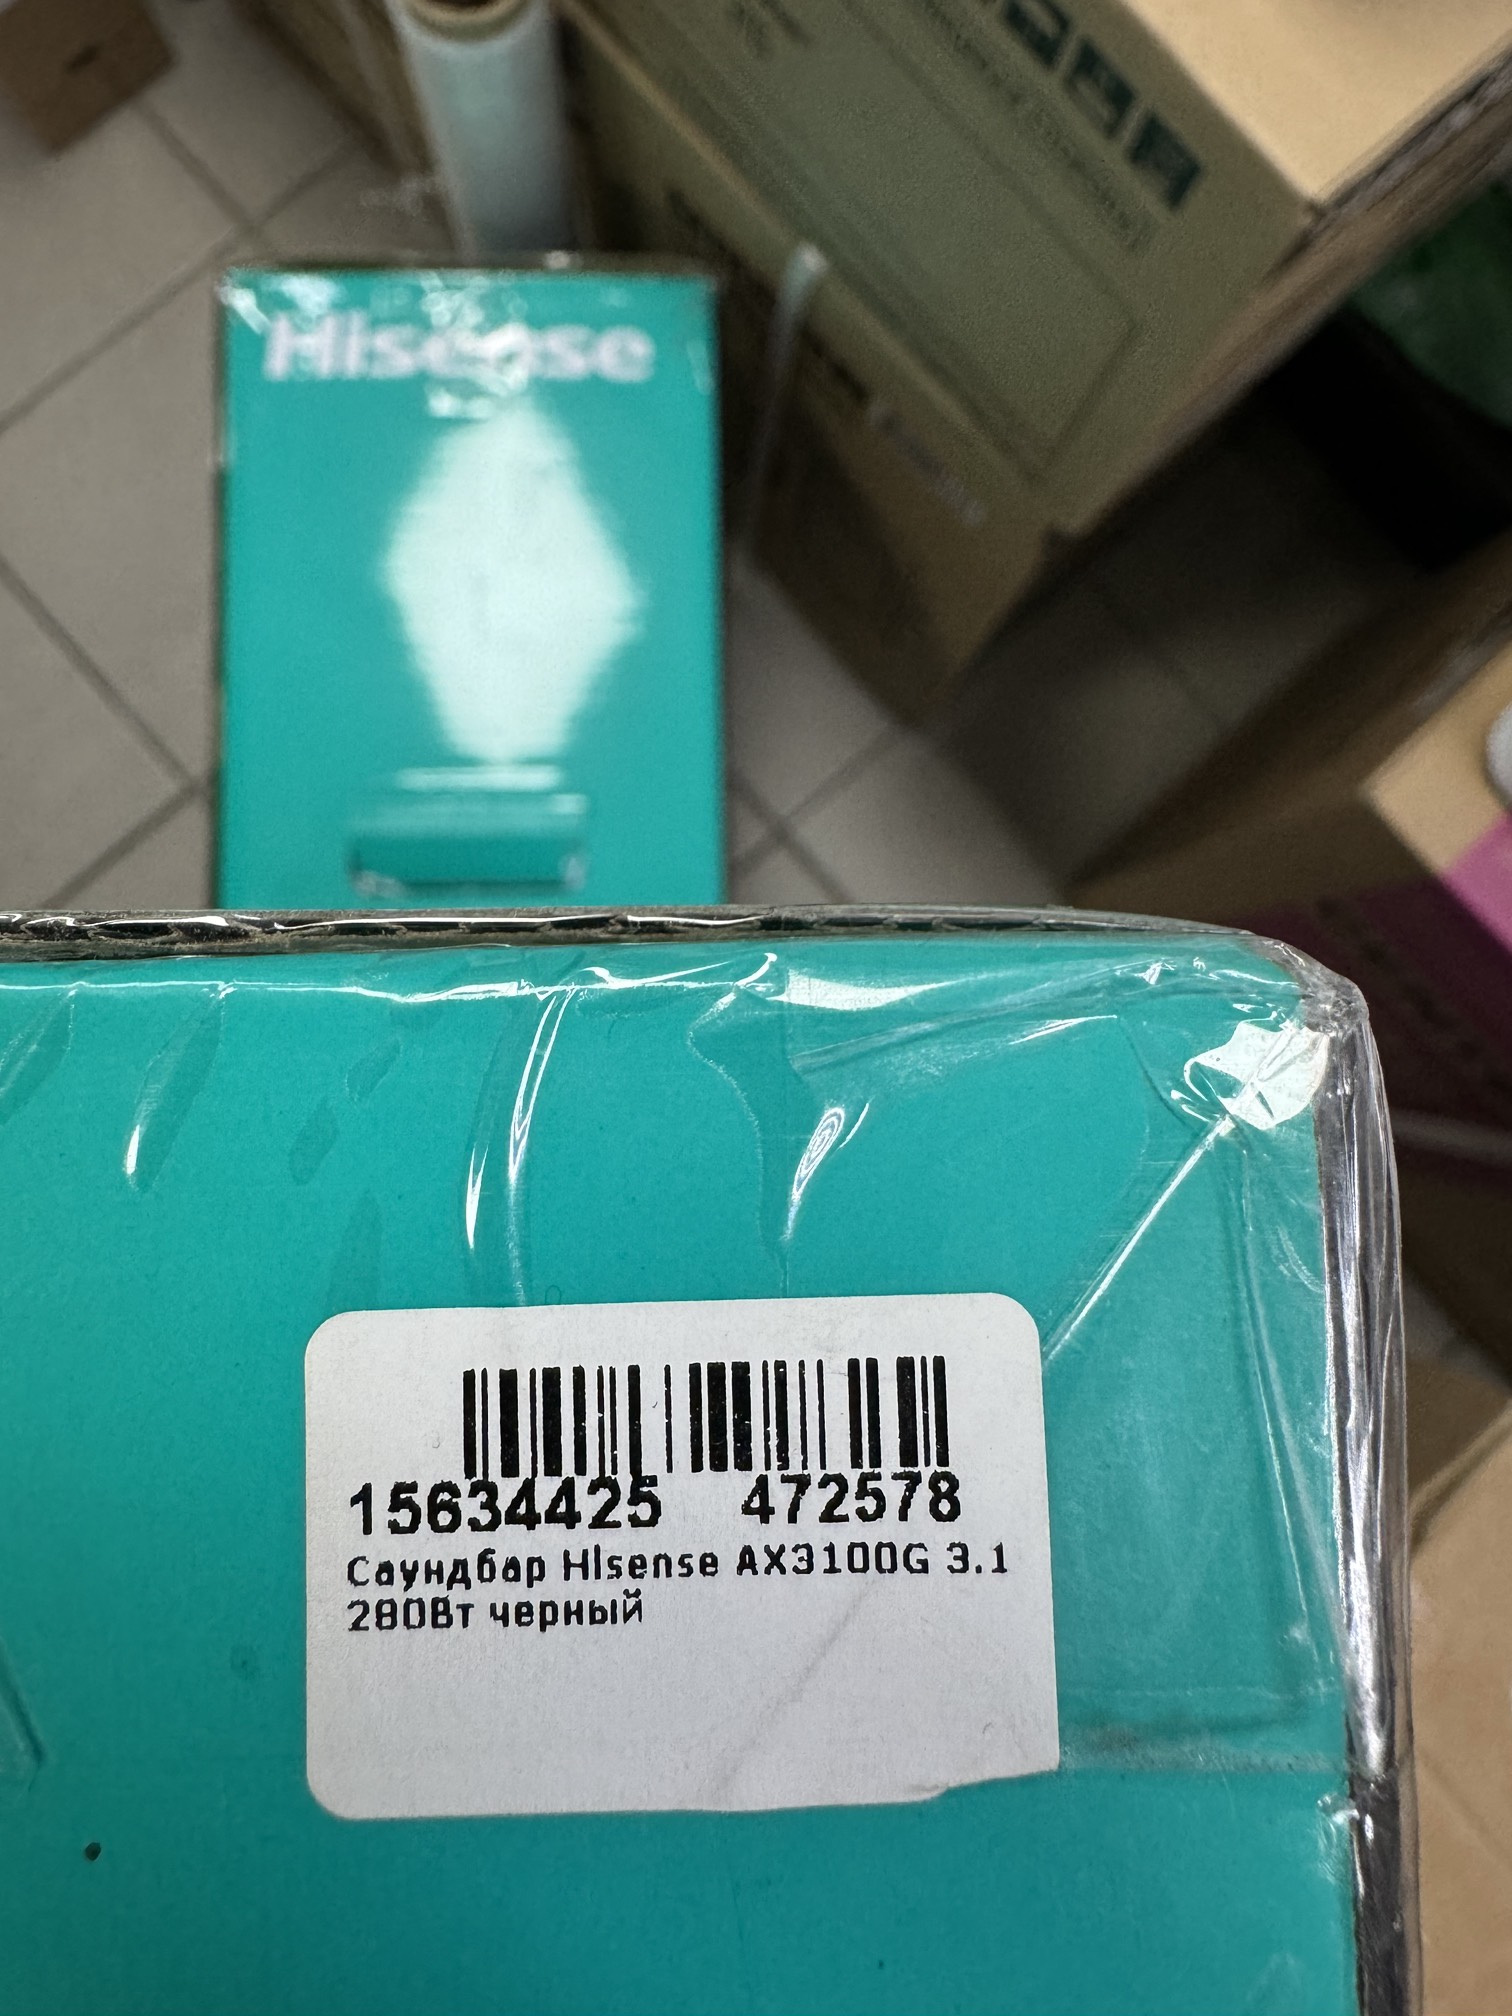 Hisense
15634425 472578
Саундбар Hisense AX3100G 3.1
280Вт черный